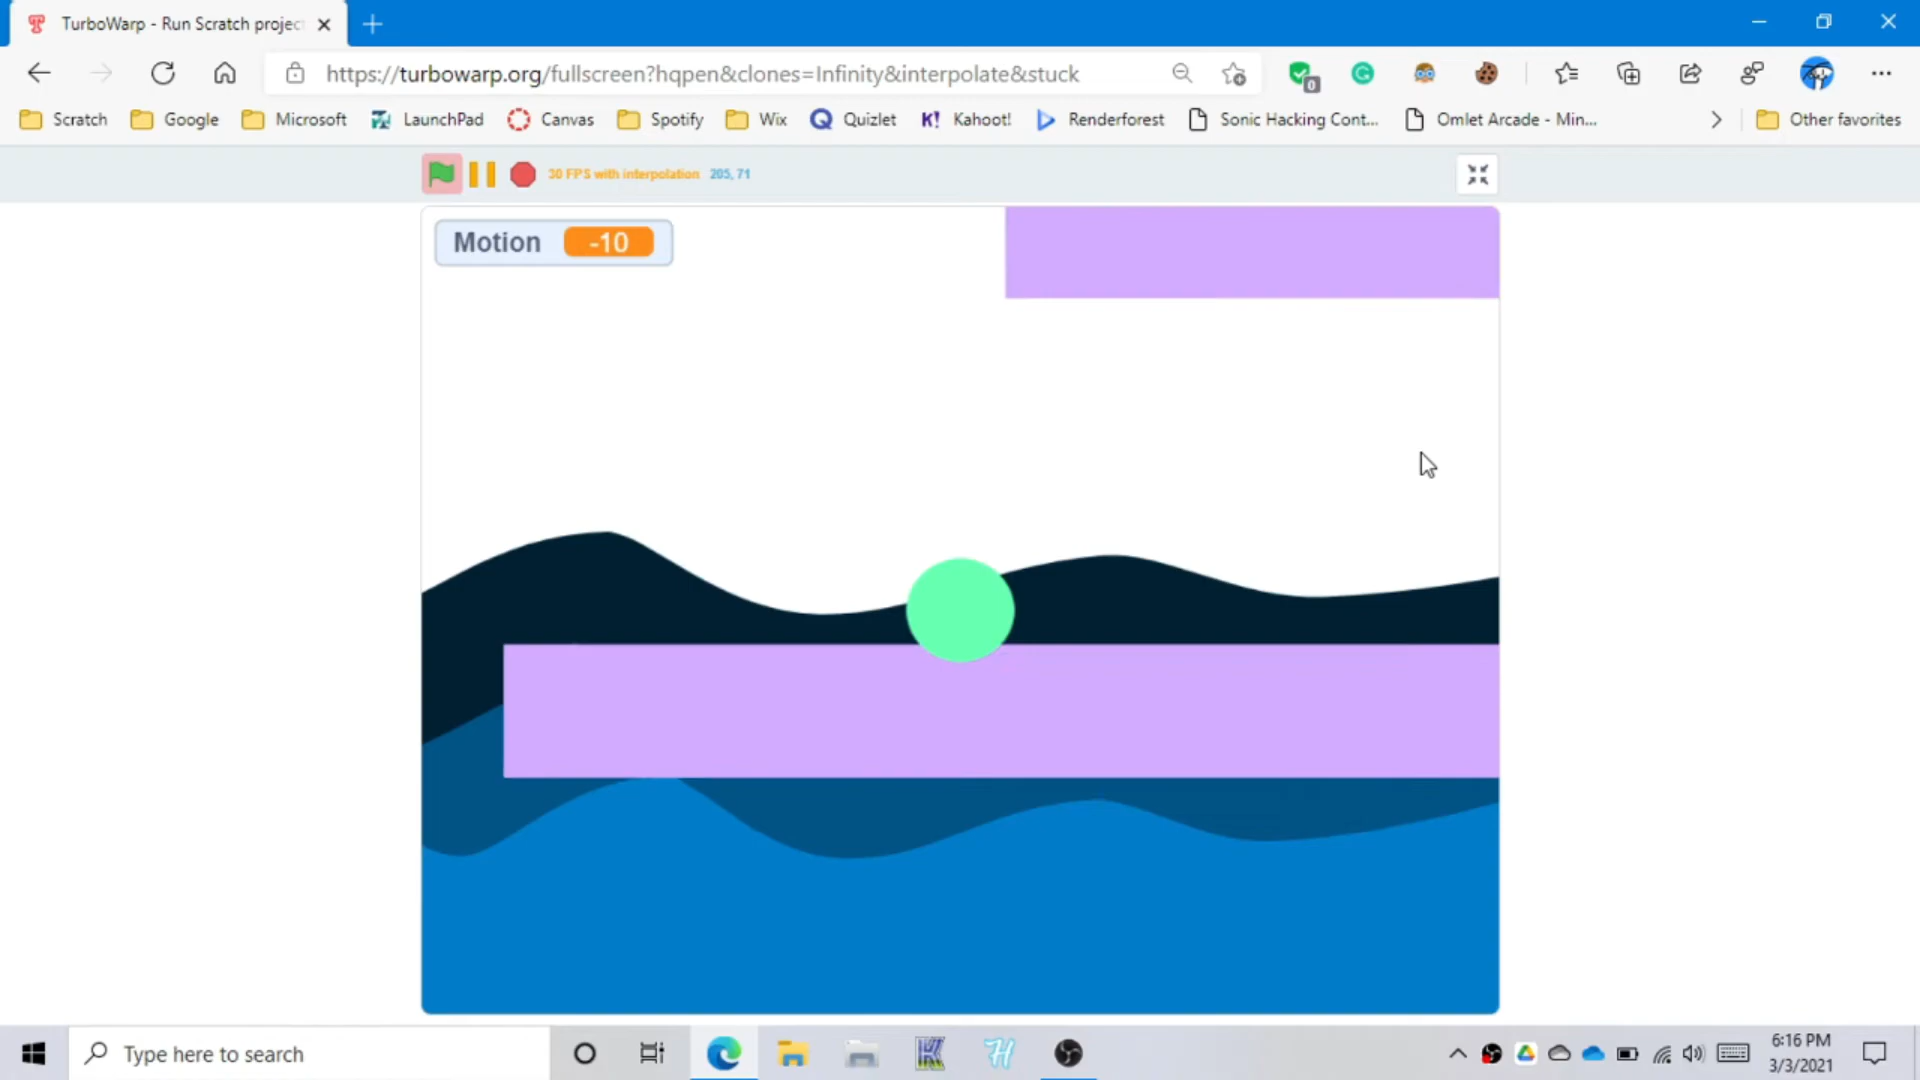 TurboWarp - Run Scratch projec
https://turbowarp.org/fullscreen?hqpen&clones=Infinity&interpolate&stuck
0
Scratch Google Microsoft LaunchPad Canvas Spotify Wix Quizlet K! Kahoot! Renderforest Sonic Hacking Cont... Omlet Arcade - Min... Other favorites
30 FPS with interpolation 205, 71
Motion -10
Type here to search
6:16 PM
3/3/2021